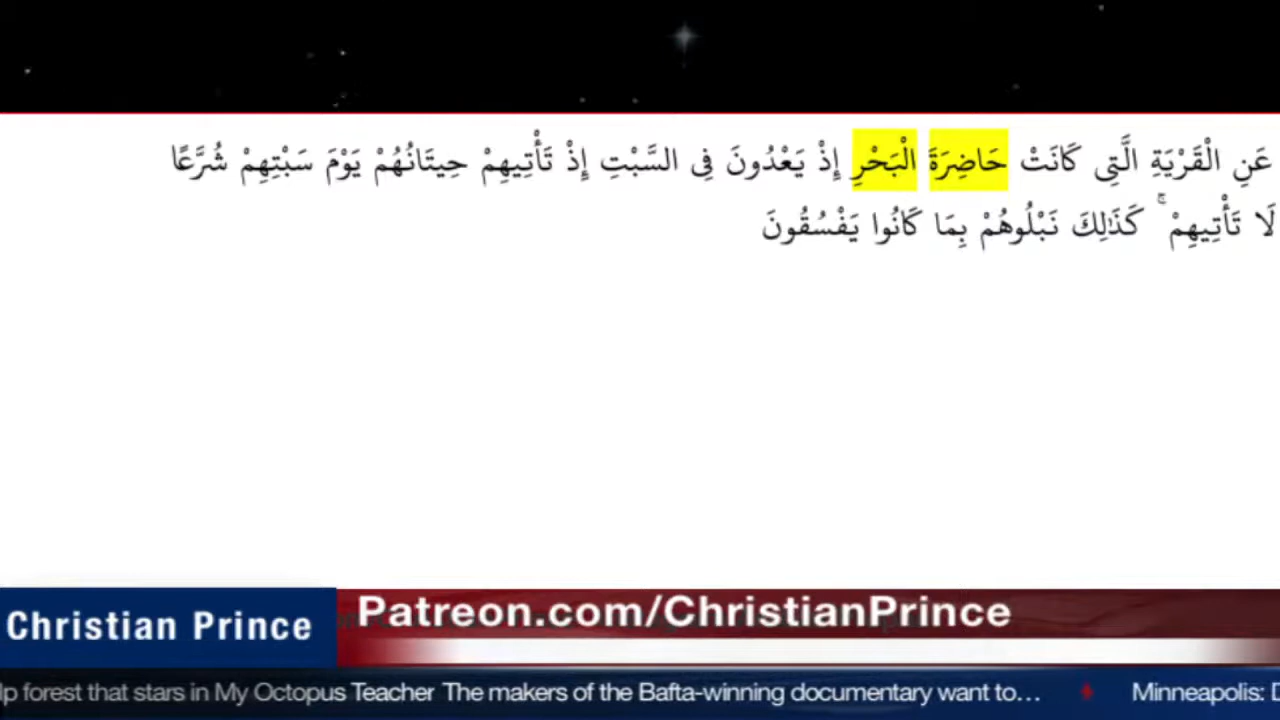 عَنِ الْقَرْيَةِ الَّتِى كَانَتْ حَاضِرَةَ الْبَحْرِ إِذْ يَعْدُونَ فِى السَّبْتِ إِذْ تَأْتِيهِمْ حِيتَانُهُمْ يَوْمَ سَبْتِهِمْ شُرَّعًا
لَا تَأْتِيهِمْ ۚ كَذَٰلِكَ نَبْلُوهُمْ بِمَا كَانُوا يَفْسُقُونَ
Christian Prince
Patreon.com/ChristianPrince
lp forest that stars in My Octopus Teacher The makers of the Bafta-winning documentary want to… Minneapolis: D